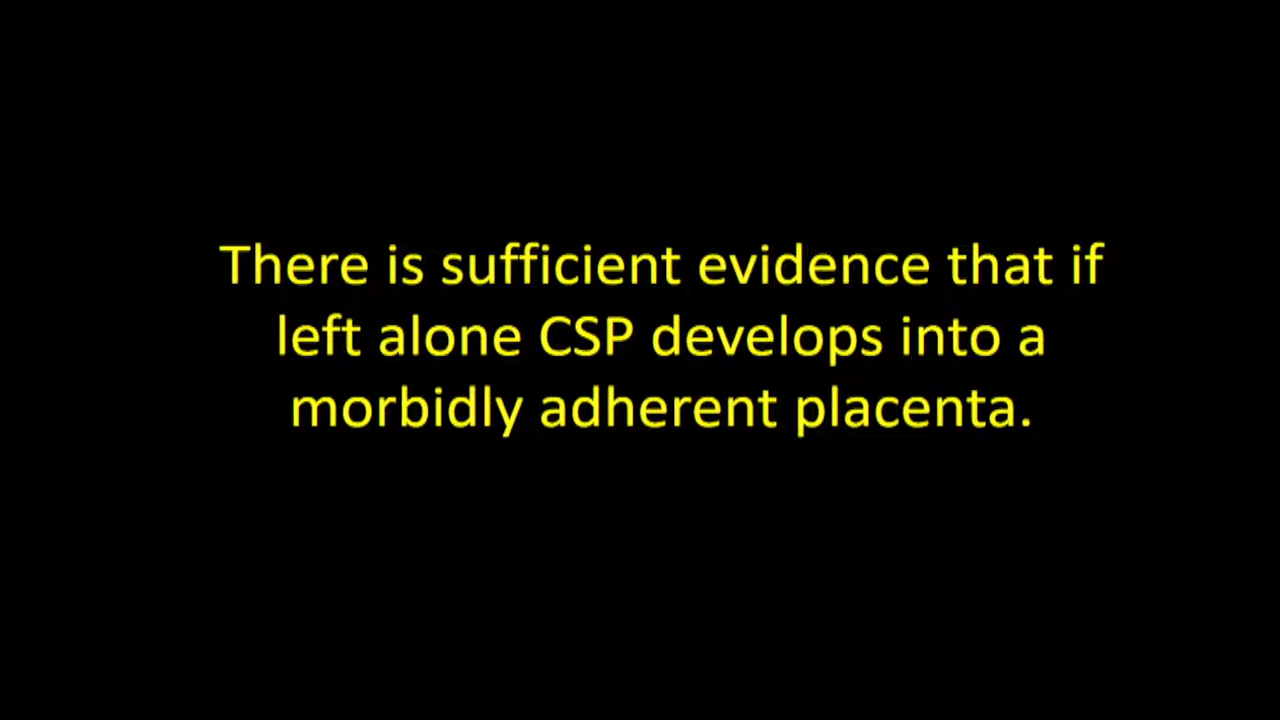 There is sufficient evidence that if
left alone CSP develops into a
morbidly adherent placenta.